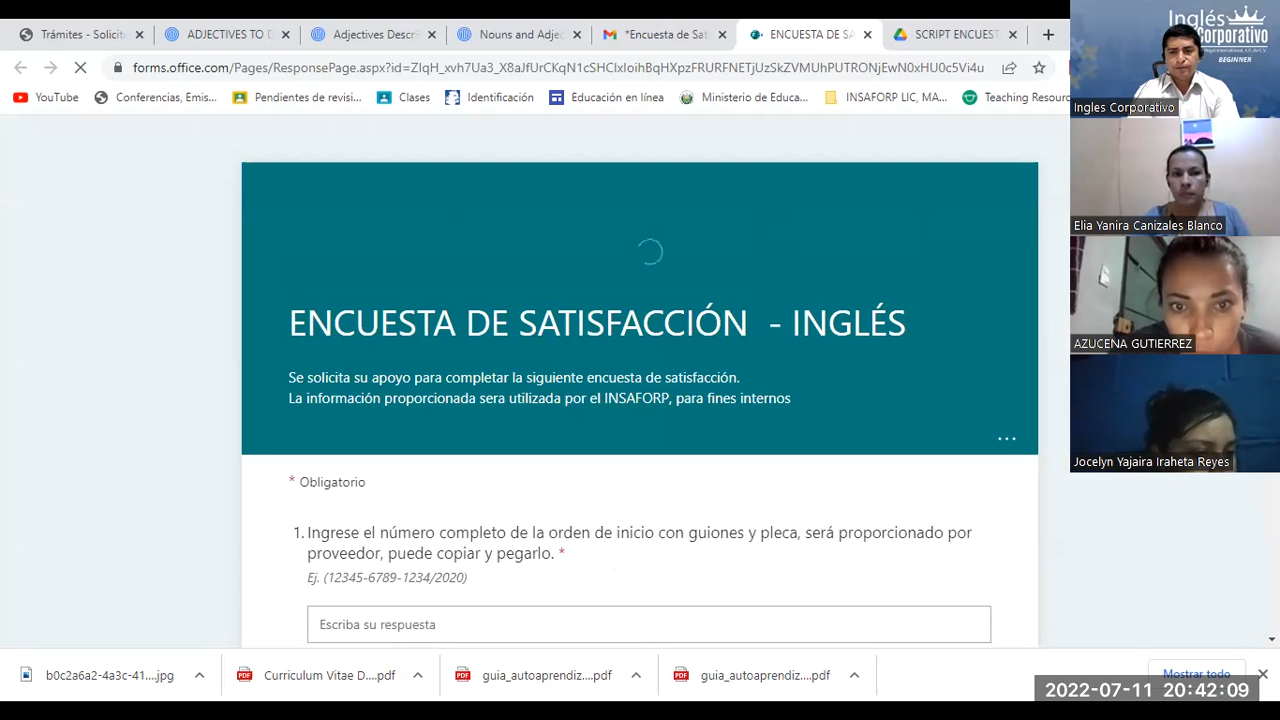 Trámites - Solicit
ADJECTIVES TO D
Adjectives Descri
Nouns and Adjec
*Encuesta de Sat
ENCUESTA DE SA
SCRIPT ENCUEST
forms.office.com/Pages/ResponsePage.aspx?id=
YouTube
Conferencias, Emis...
Pendientes de revisi...
Clases
Identificación
Educación en línea
Ministerio de Educa...
INSAFORP LIC, MA...
Teaching Resourc
Inglés
Corporativo
BEGINNER
Ingles Corporativo
Elia Yanira Canizales Blanco
AZUCENA GUTIERREZ
Jocelyn Yajaira Iraheta Reyes
ENCUESTA DE SATISFACCIÓN - INGLÉS
Se solicita su apoyo para completar la siguiente encuesta de satisfacción.
La información proporcionada sera utilizada por el INSAFORP, para fines internos
...
* Obligatorio
1. Ingrese el número completo de la orden de inicio con guiones y pleca, será proporcionado por
proveedor, puede copiar y pegarlo. *
Ej. (12345-6789-1234/2020)
Escriba su respuesta
b0c2a6a2-4a3c-41....jpg
Curriculum Vitae D....pdf
guia_autoaprendiz....pdf
guia_autoaprendiz....pdf
Mostrar todo
2022-07-11 20:42:09